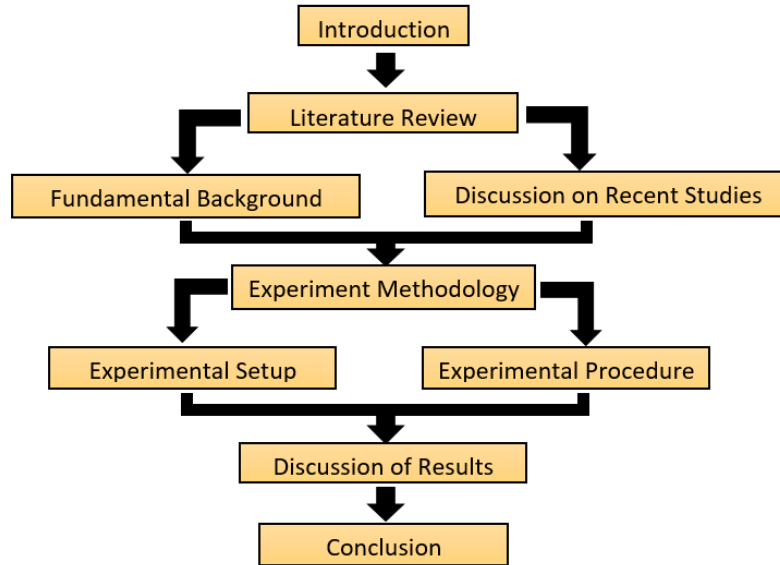 Introduction
Literature Review
Fundamental Background
Discussion on Recent Studies
Experiment Methodology
Experimental Setup
Experimental Procedure
Discussion of Results
Conclusion